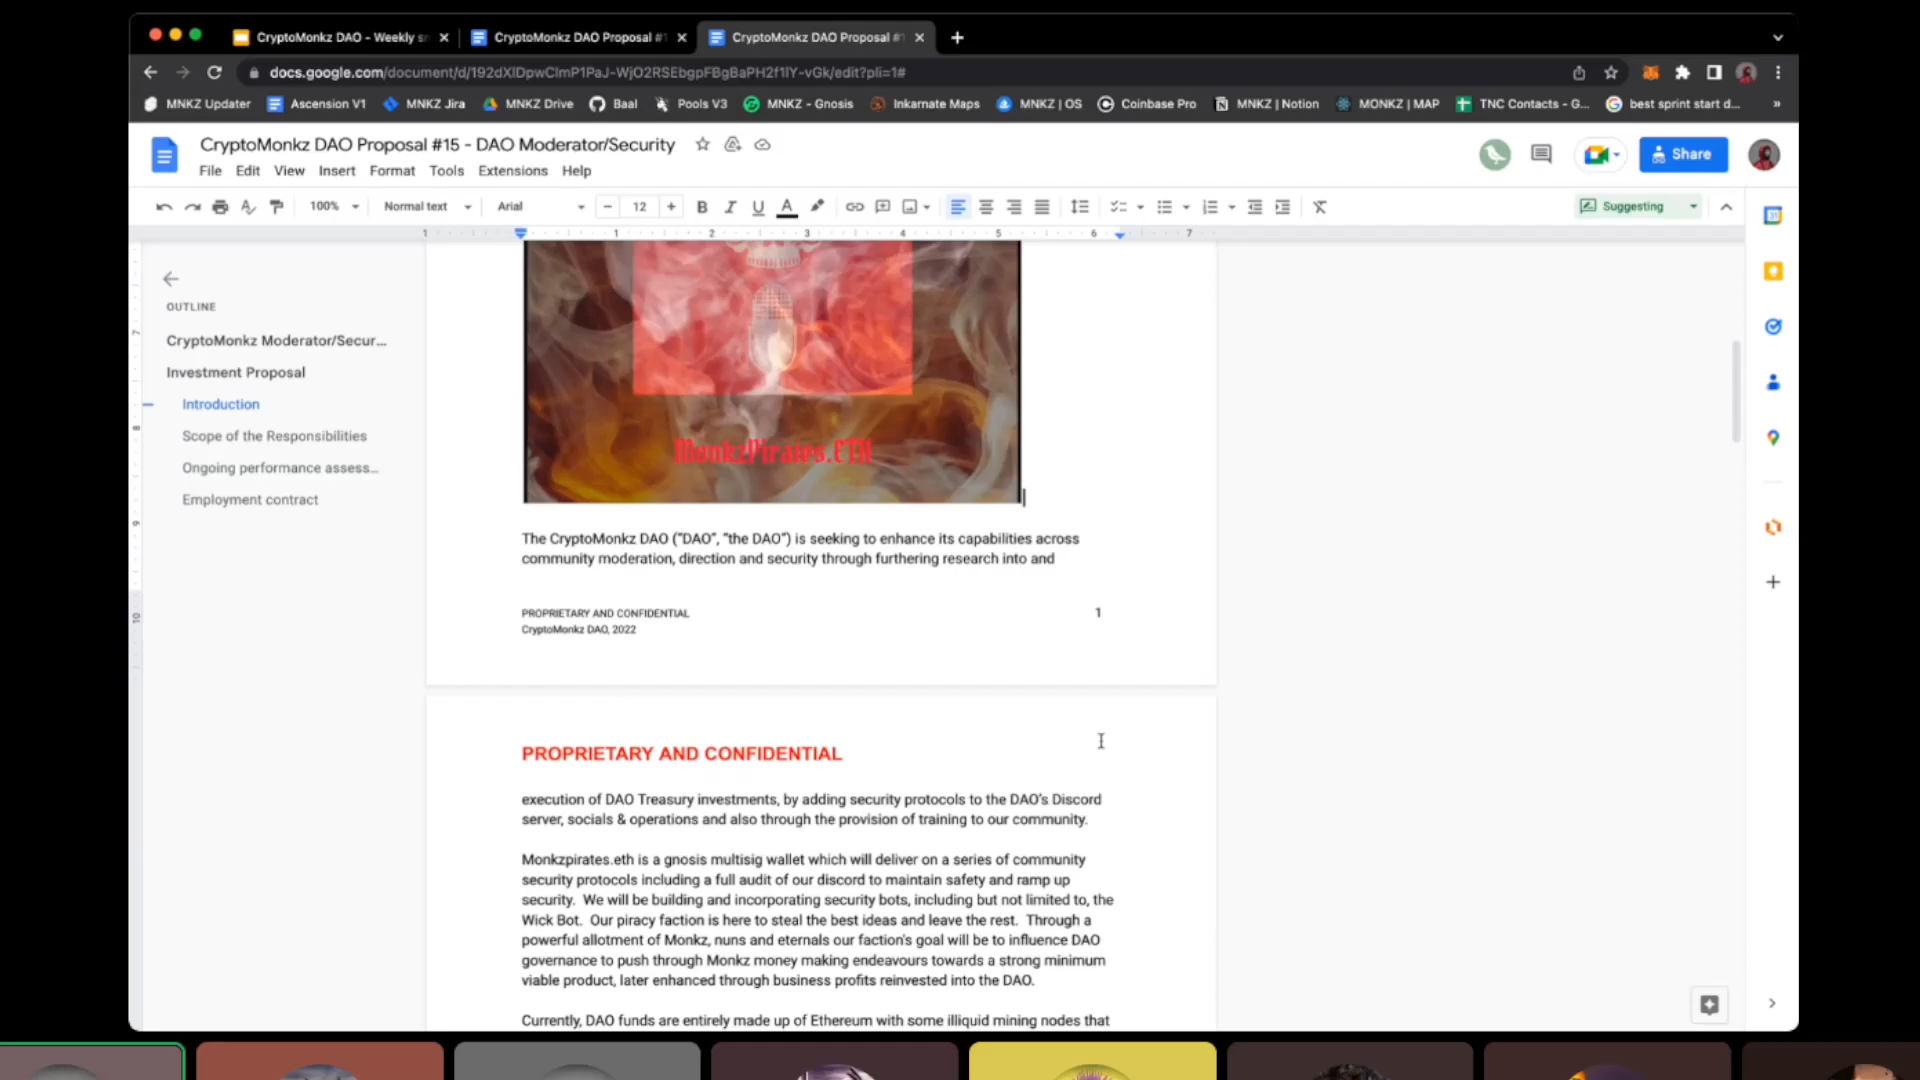 CryptoMonkz DAO - Weekly s
CryptoMonkz DAO Proposal #1
CryptoMonkz DAO Proposal #1
docs.google.com/document/d/192dXlDpwClmP1PaJ-WjO2RSEbgpFBgBaPH2f1lY-vGk/edit?pli=1#
MNKZ Updater
Ascension V1
MNKZ Jira
MNKZ Drive
Baal
Pools V3
MNKZ - Gnosis
Inkarnate Maps
MNKZ | OS
Coinbase Pro
MNKZ | Notion
MONKZ | MAP
TNC Contacts - G...
best sprint start d...
CryptoMonkz DAO Proposal #15 - DAO Moderator/Security
File Edit View Insert Format Tools Extensions Help
Share
100% Normal text Arial 12 Suggesting
1 1 2 3 4 5 6 7
OUTLINE
CryptoMonkz Moderator/Secur...
Investment Proposal
Introduction
Scope of the Responsibilities
Ongoing performance assess...
Employment contract
MonkzPirates.ETH
The CryptoMonkz DAO ("DAO", "the DAO") is seeking to enhance its capabilities across
community moderation, direction and security through furthering research into and
PROPRIETARY AND CONFIDENTIAL 1
CryptoMonkz DAO, 2022
PROPRIETARY AND CONFIDENTIAL
execution of DAO Treasury investments, by adding security protocols to the DAO's Discord
server, socials & operations and also through the provision of training to our community.
Monkzpirates.eth is a gnosis multisig wallet which will deliver on a series of community
security protocols including a full audit of our discord to maintain safety and ramp up
security. We will be building and incorporating security bots, including but not limited to, the
Wick Bot. Our piracy faction is here to steal the best ideas and leave the rest. Through a
powerful allotment of Monkz, nuns and eternals our faction's goal will be to influence DAO
governance to push through Monkz money making endeavours towards a strong minimum
viable product, later enhanced through business profits reinvested into the DAO.
Currently, DAO funds are entirely made up of Ethereum with some illiquid mining nodes that